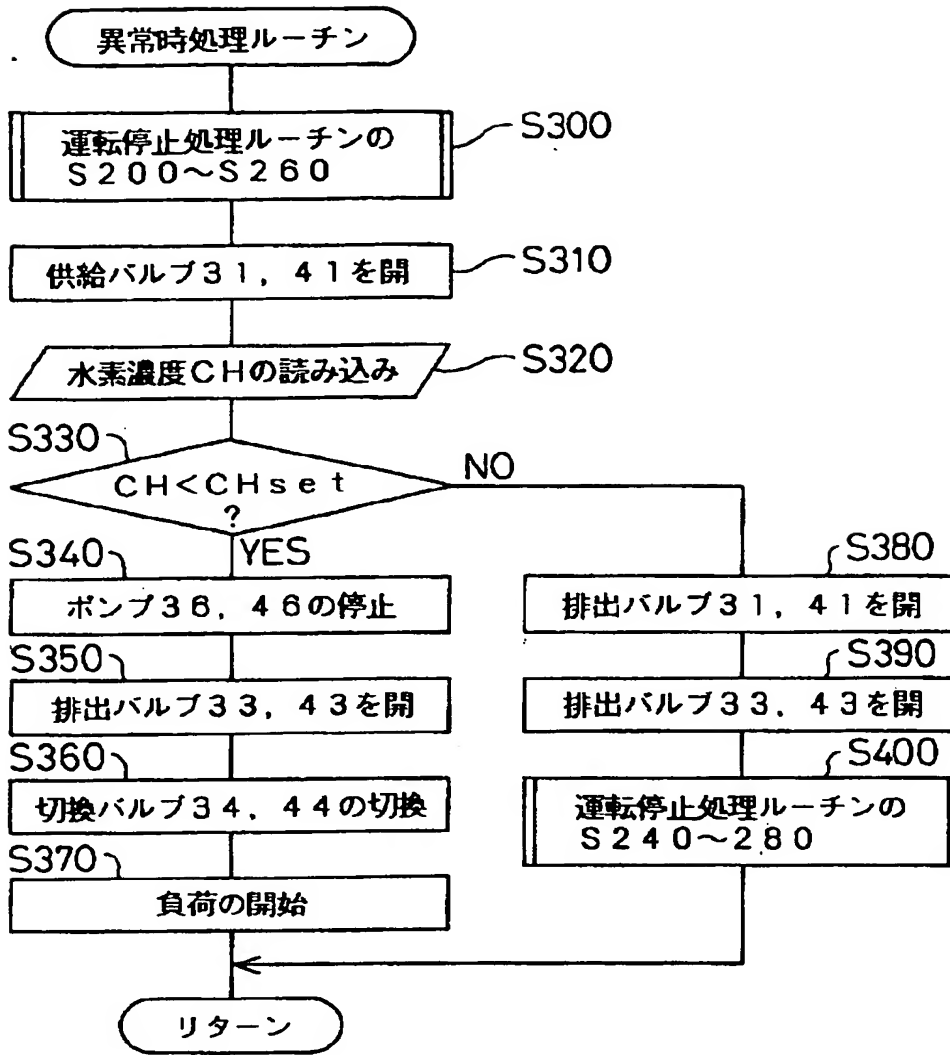 異常時処理ルーチン
運転停止処理ルーチンの
S200～S260
S300
供給バルブ31，41を開
S310
水素濃度CHの読み込み
S320
S330
CH<CHset
?
NO
YES
S340
ポンプ36，46の停止
S350
排出バルブ33，43を開
S360
切換バルブ34，44の切換
S370
負荷の開始
S380
排出バルブ31，41を開
S390
排出バルブ33，43を開
S400
運転停止処理ルーチンの
S240～280
リターン